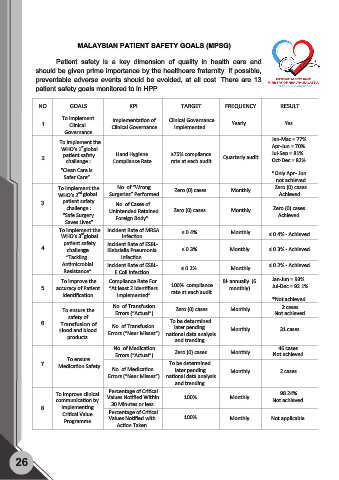 MALAYSIAN PATIENT SAFETY GOALS (MPSG)
Patient safety is a key dimension of quality in health care and
should be given prime importance by the healthcare fraternity If possible,
preventable adverse events should be avoided, at all cost There are 13
patient safety goals monitored to in HPP
NO GOALS KPI TARGET FREQUENCY RESULT
1
To Implement
Clinical
Governance
Implementation of
Clinical Governance
Clinical Governance
Implemented
Yearly
Yes
2
To Implement the
WHO's 1st global
patient safety
challenge :
"Clean Care is
Safer Care"
Hand Hygiene
Compliance Rate
≥75% compliance
rate at each audit
Quarterly audit
Jan-Mac = 77%
Apr-Jun = 70%
Jul-Sep = 81%
Oct-Dec = 82%
* Only Apr- Jun
not achieved
3
To Implement the
WHO's 2nd global
patient safety
challenge :
"Safe Surgery
Saves Lives"
No of "Wrong
Surgeries" Performed
Zero (0) cases
Monthly
Zero (0) cases
Achieved
No of Cases of
Unintended Retained
Foreign Body"
Zero (0) cases
Monthly
Zero (0) cases
Achieved
4
To Implement the
WHO's 3rd global
patient safety
challenge
"Tackling
Antimicrobial
Resistance"
Incident Rate of MRSA
Infection
≤ 0.4%
Monthly
≤ 0.4% - Achieved
Incident Rate of ESBL-
Klebsiella Pneumonia
Infection
≤ 0.3%
Monthly
≤ 0.3% - Achieved
Incident Rate of ESBL-
E Coli Infection
≤ 0.2%
Monthly
≤ 0.2% - Achieved
5
To Improve the
accuracy of Patient
Identification
Compliance Rate For
"At least 2 Identifiers
Implemented"
100% compliance
rate at each audit
Bi-annually (6
monthly)
Jul-Dec = 92.1%
*Not achieved
6
To ensure the
safety of
Transfusion of
Blood and blood
products
No of Transfusion
Errors ("Actual")
Zero (0) cases
Monthly
2 cases
Not achieved
No of Transfusion
Errors ("Near Misses")
To be determined
later pending
national data analysis
and trending
Monthly
31 cases
7
To ensure
Medication Safety
No of Medication
Errors ("Actual")
Zero (0) cases
Monthly
46 cases
Not achieved
No of Medication
Errors ("Near Misses")
To be determined
later pending
national data analysis
and trending
Monthly
2 cases
8
To improve clinical
communication by
implementing
Critical Value
Programme
Percentage of Critical
Values Notified Within
30 Minutes or less
100%
Monthly
98.24%
Not achieved
Percentage of Critical
Values Notified with
Action Taken
100%
Monthly
Not applicable
26